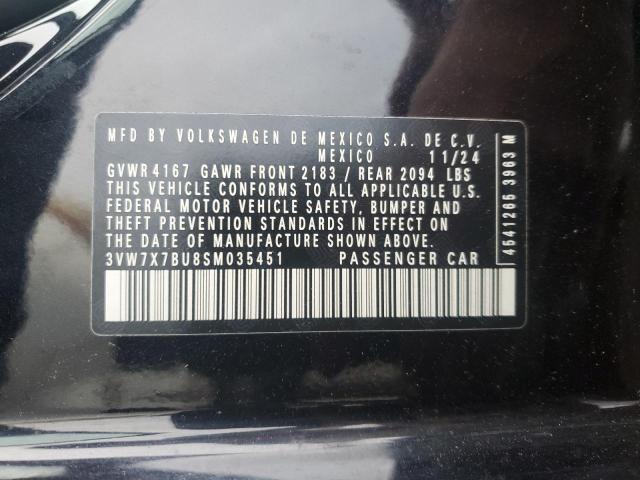 MFD BY VOLKSWAGEN DE MEXICO S.A. DE C.V.
MEXICO 11/24
GVWR 4167 GAWR FRONT 2183 / REAR 2094 LBS
THIS VEHICLE CONFORMS TO ALL APPLICABLE U.S.
FEDERAL MOTOR VEHICLE SAFETY, BUMPER AND
THEFT PREVENTION STANDARDS IN EFFECT ON
THE DATE OF MANUFACTURE SHOWN ABOVE.
3VW7X7BU8SM035451 PASSENGER CAR
4541265 3963 M